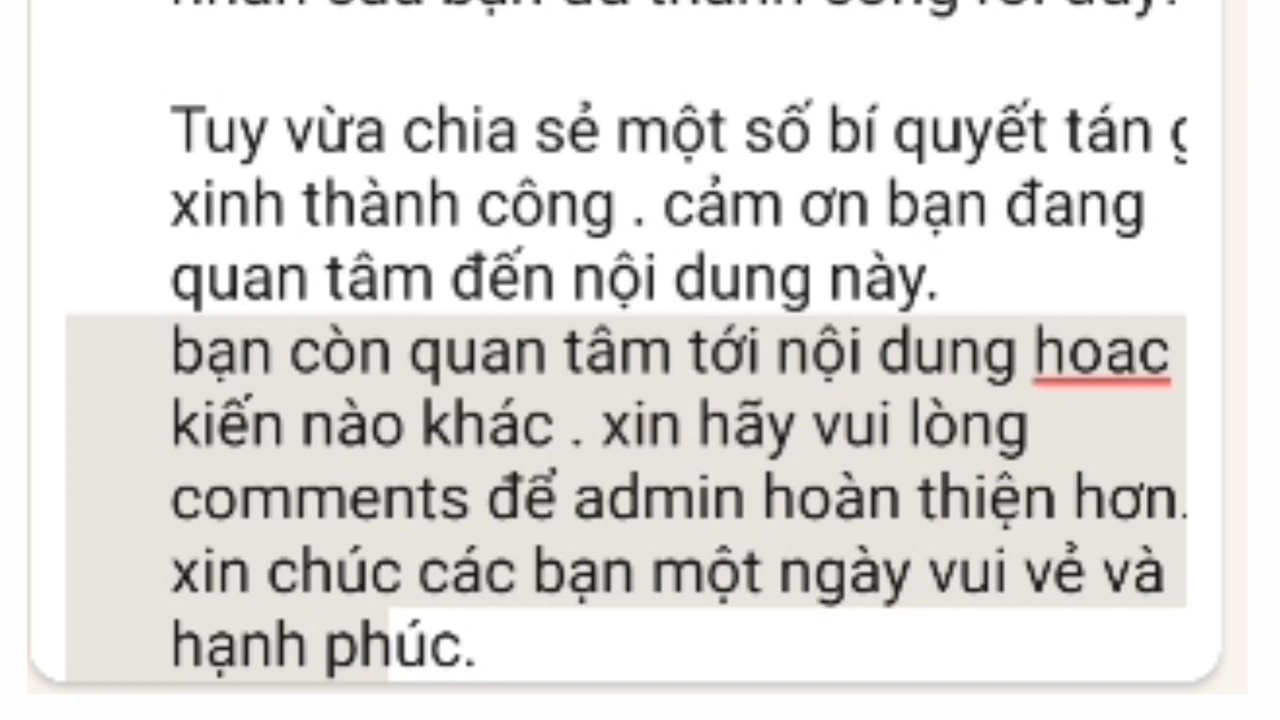 Tuy vừa chia sẻ một số bí quyết tán
xinh thành công . cảm ơn bạn đang
quan tâm đến nội dung này.
bạn còn quan tâm tới nội dung hoac
kiến nào khác . xin hãy vui lòng
comments để admin hoàn thiện hơn.
xin chúc các bạn một ngày vui vẻ và
hạnh phúc.